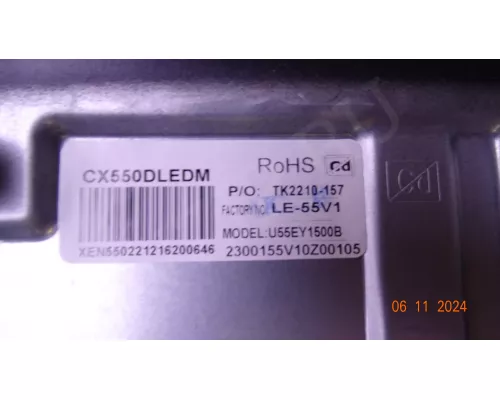 CX550DLEDM
RoHS Cd
P/O: TK2210-157
FACTORY NO: LE-55V1
MODEL:U55EY1500B
XEN550221216200646
2300155V10Z00105
Cd
06 11 2024